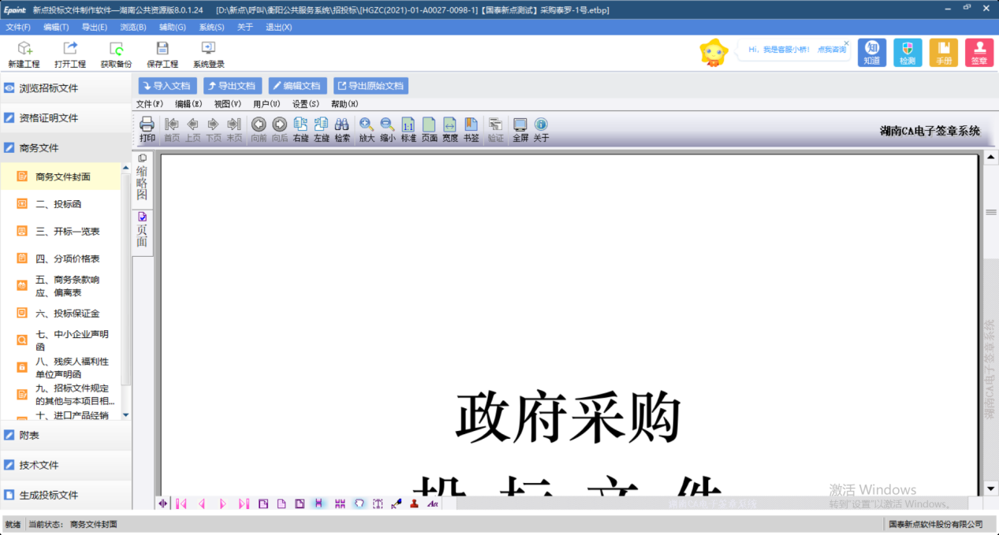 Epoint 新点投标文件制作软件—湖南公共资源版8.0.1.24 [D:\新点\呼叫\衡阳公共服务系统\招投标\[HGZC(2021)-01-A0027-0098-1]【国泰新点测试】采购泰罗-1号.etbp]
文件(F) 编辑(T) 导出(E) 浏览(B) 辅助(G) 系统(S) 关于 退出(X)
新建工程 打开工程 获取备份 保存工程 系统登录
Hi，我是客服小桥！ 点我咨询
知 知道 检测 手册 签章
浏览招标文件
资格证明文件
商务文件
商务文件封面
二、投标函
三、开标一览表
四、分项价格表
五、商务条款响
应、偏离表
六、投标保证金
七、中小企业声明
函
八、残疾人福利性
单位声明函
九、招标文件规定
的其他与本项目相...
十、进口产品经销
附表
技术文件
生成投标文件
导入文档 导出文档 编辑文档 导出原始文档
文件(F) 编辑(E) 视图(V) 用户(U) 设置(S) 帮助(H)
打印 首页 上页 下页 末页 向前 向后 右旋 左旋 检索 放大 缩小 标准 页面 宽度 书签 验证 全屏 关于
湖南CA电子签章系统
缩略图
页面
政府采购
投标文件
湖南CA电子签章系统
湖南CA电子签章系统
激活 Windows
转到"设置"以激活 Windows。
就绪 当前状态： 商务文件封面
国泰新点软件股份有限公司